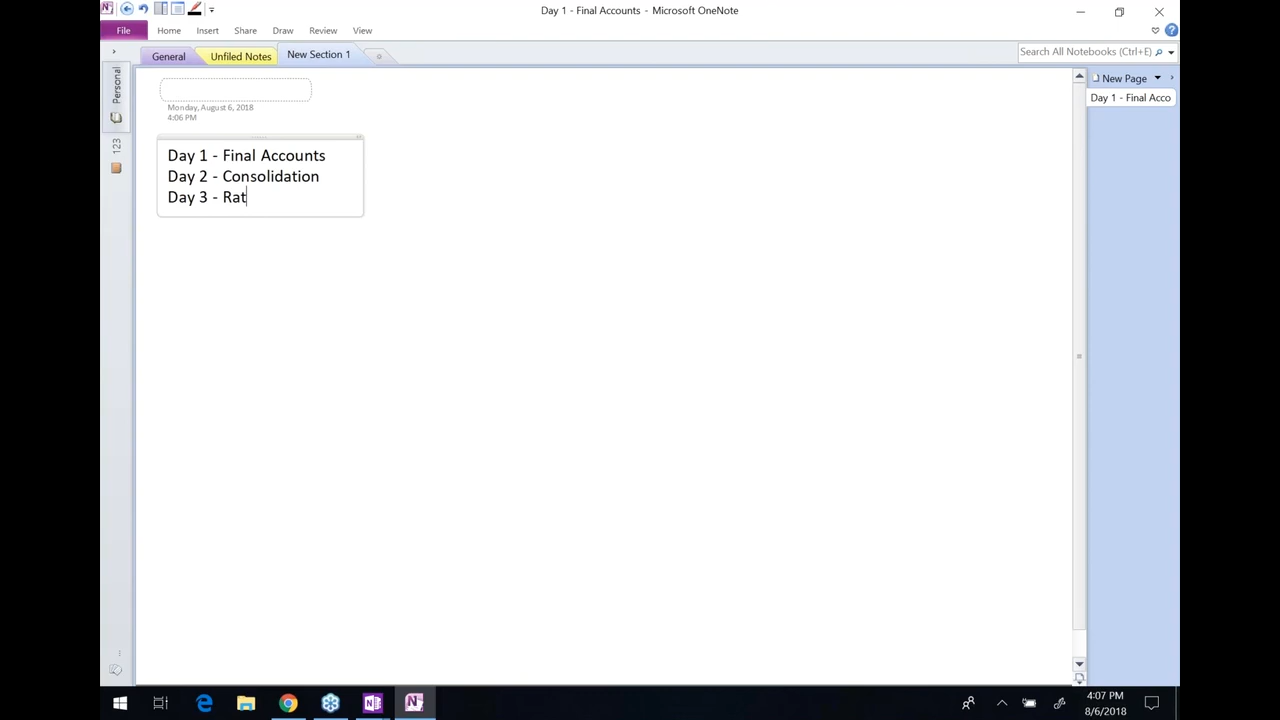 Day 1 - Final Accounts - Microsoft OneNote
File Home Insert Share Draw Review View
General Unfiled Notes New Section 1
Search All Notebooks (Ctrl+E)
Personal
123
New Page
Day 1 - Final Acco
Monday, August 6, 2018
4:06 PM
Day 1 - Final Accounts
Day 2 - Consolidation
Day 3 - Rat
4:07 PM
8/6/2018